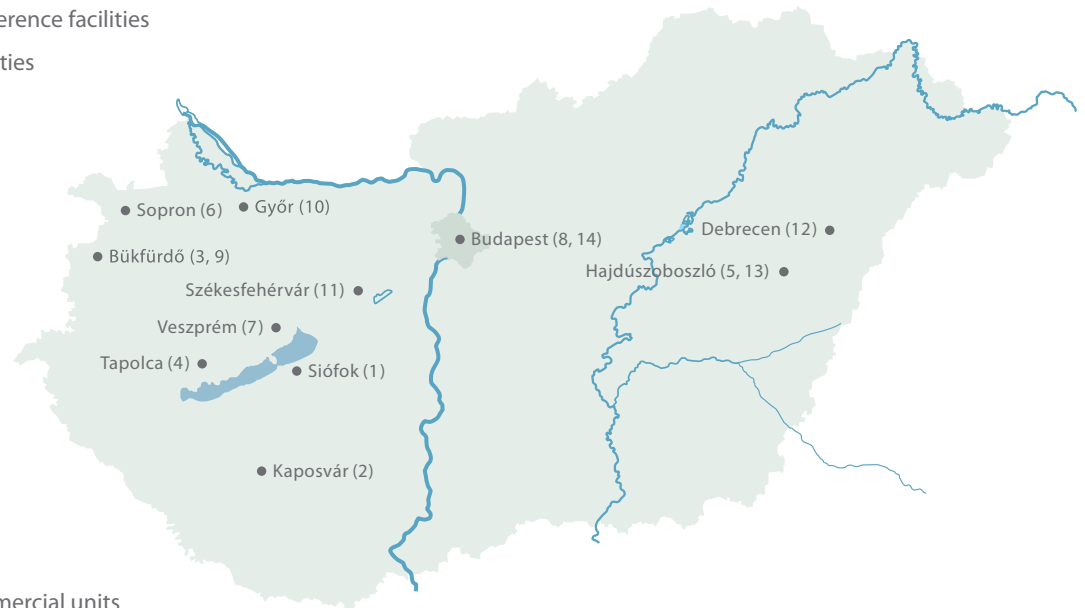 erence facilities
ties
Sopron (6)
Győr (10)
Budapest (8, 14)
Debrecen (12)
Bükfürdő (3, 9)
Hajdúszoboszló (5, 13)
Székesfehérvár (11)
Veszprém (7)
Tapolca (4)
Siófok (1)
Kaposvár (2)
mercial units